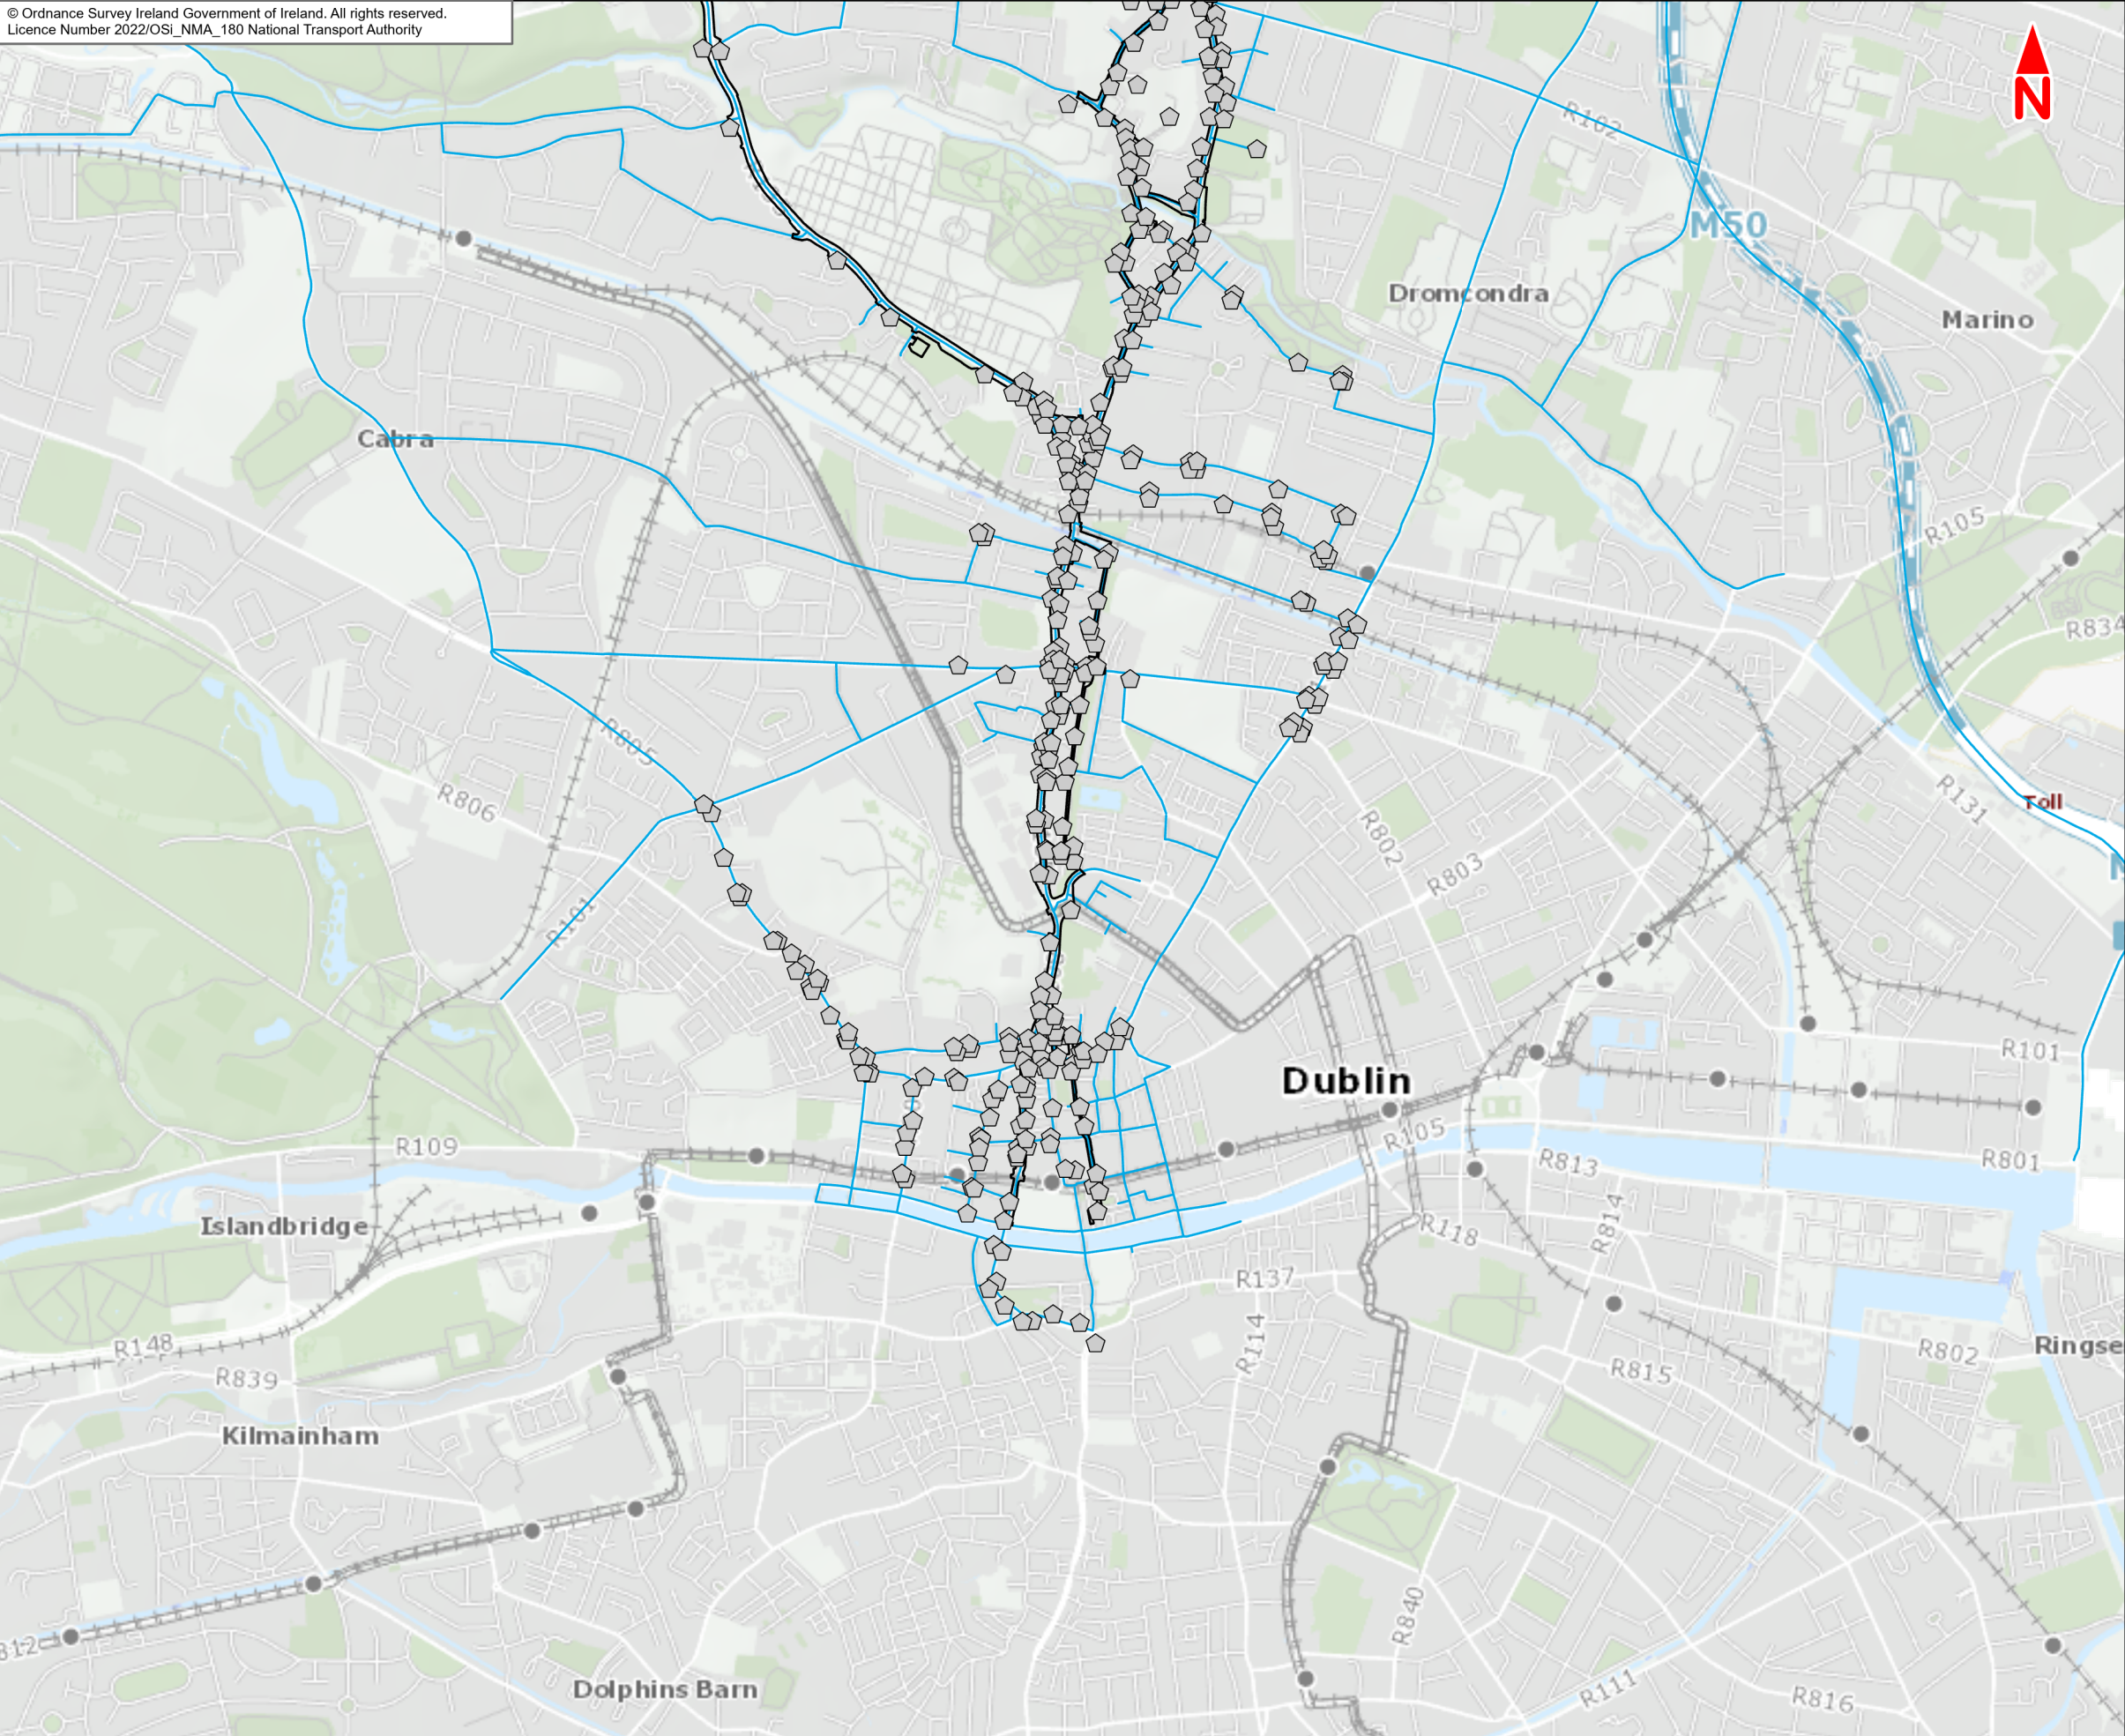 © Ordnance Survey Ireland Government of Ireland. All rights reserved.
Licence Number 2022/OSi_NMA_180 National Transport Authority
N
R102
M50
Dromcondra
Marino
Cabra
R105
R834
R805
R806
R802
R131
Toll
R803
R101
R101
Dublin
R109
R105
R813
R801
Islandbridge
R118
R814
R137
R148
R114
R802
Ringse
R839
R815
Kilmainham
R840
812
Dolphins Barn
R111
R816